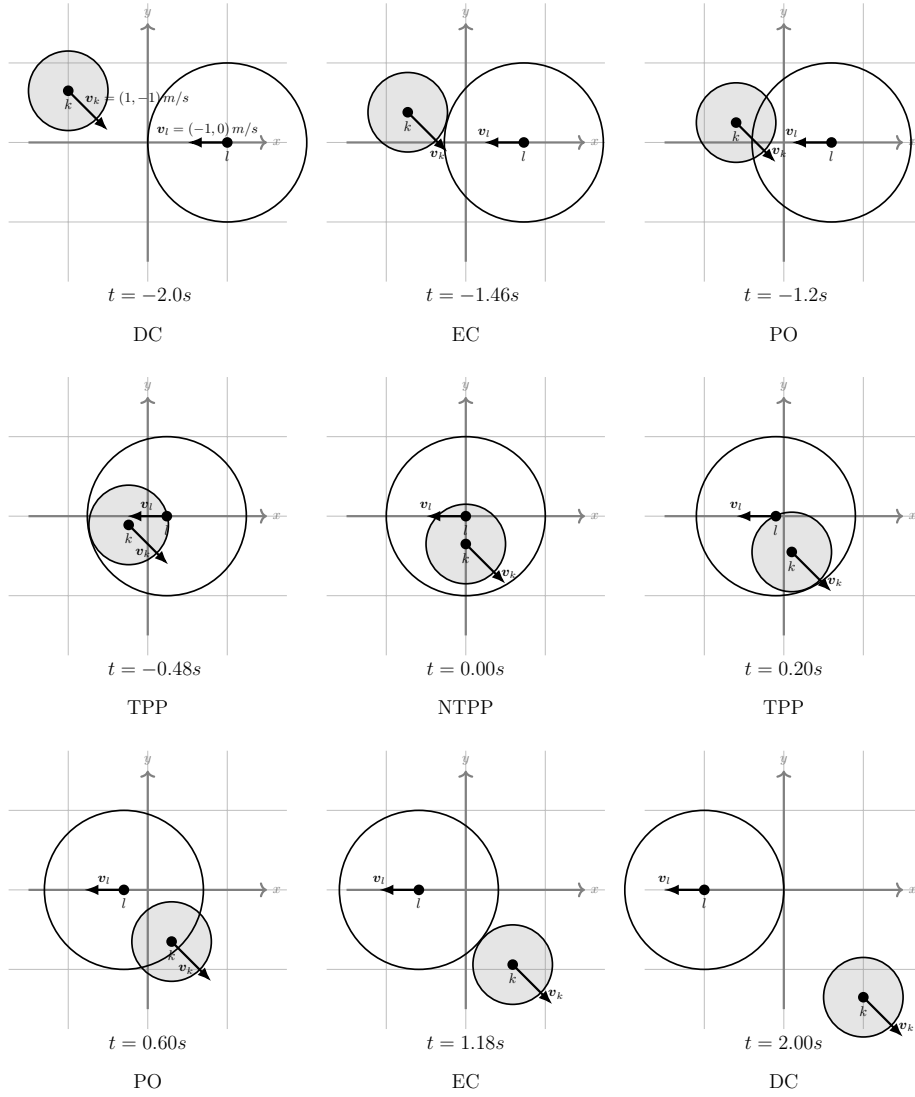 y
v_k = (1, −1) m/s
k
v_l = (−1, 0) m/s
x
l
t = −2.0s
DC
y
k
v_l
v_k
x
l
t = −1.46s
EC
y
k
v_l
v_k
x
l
t = −1.2s
PO
y
v_l
x
l
k
v_k
t = −0.48s
TPP
y
v_l
x
l
k
v_k
t = 0.00s
NTPP
y
v_l
x
l
k
v_k
t = 0.20s
TPP
y
v_l
x
l
k
v_k
t = 0.60s
PO
y
v_l
x
l
k
v_k
t = 1.18s
EC
y
v_l
x
l
k
v_k
t = 2.00s
DC